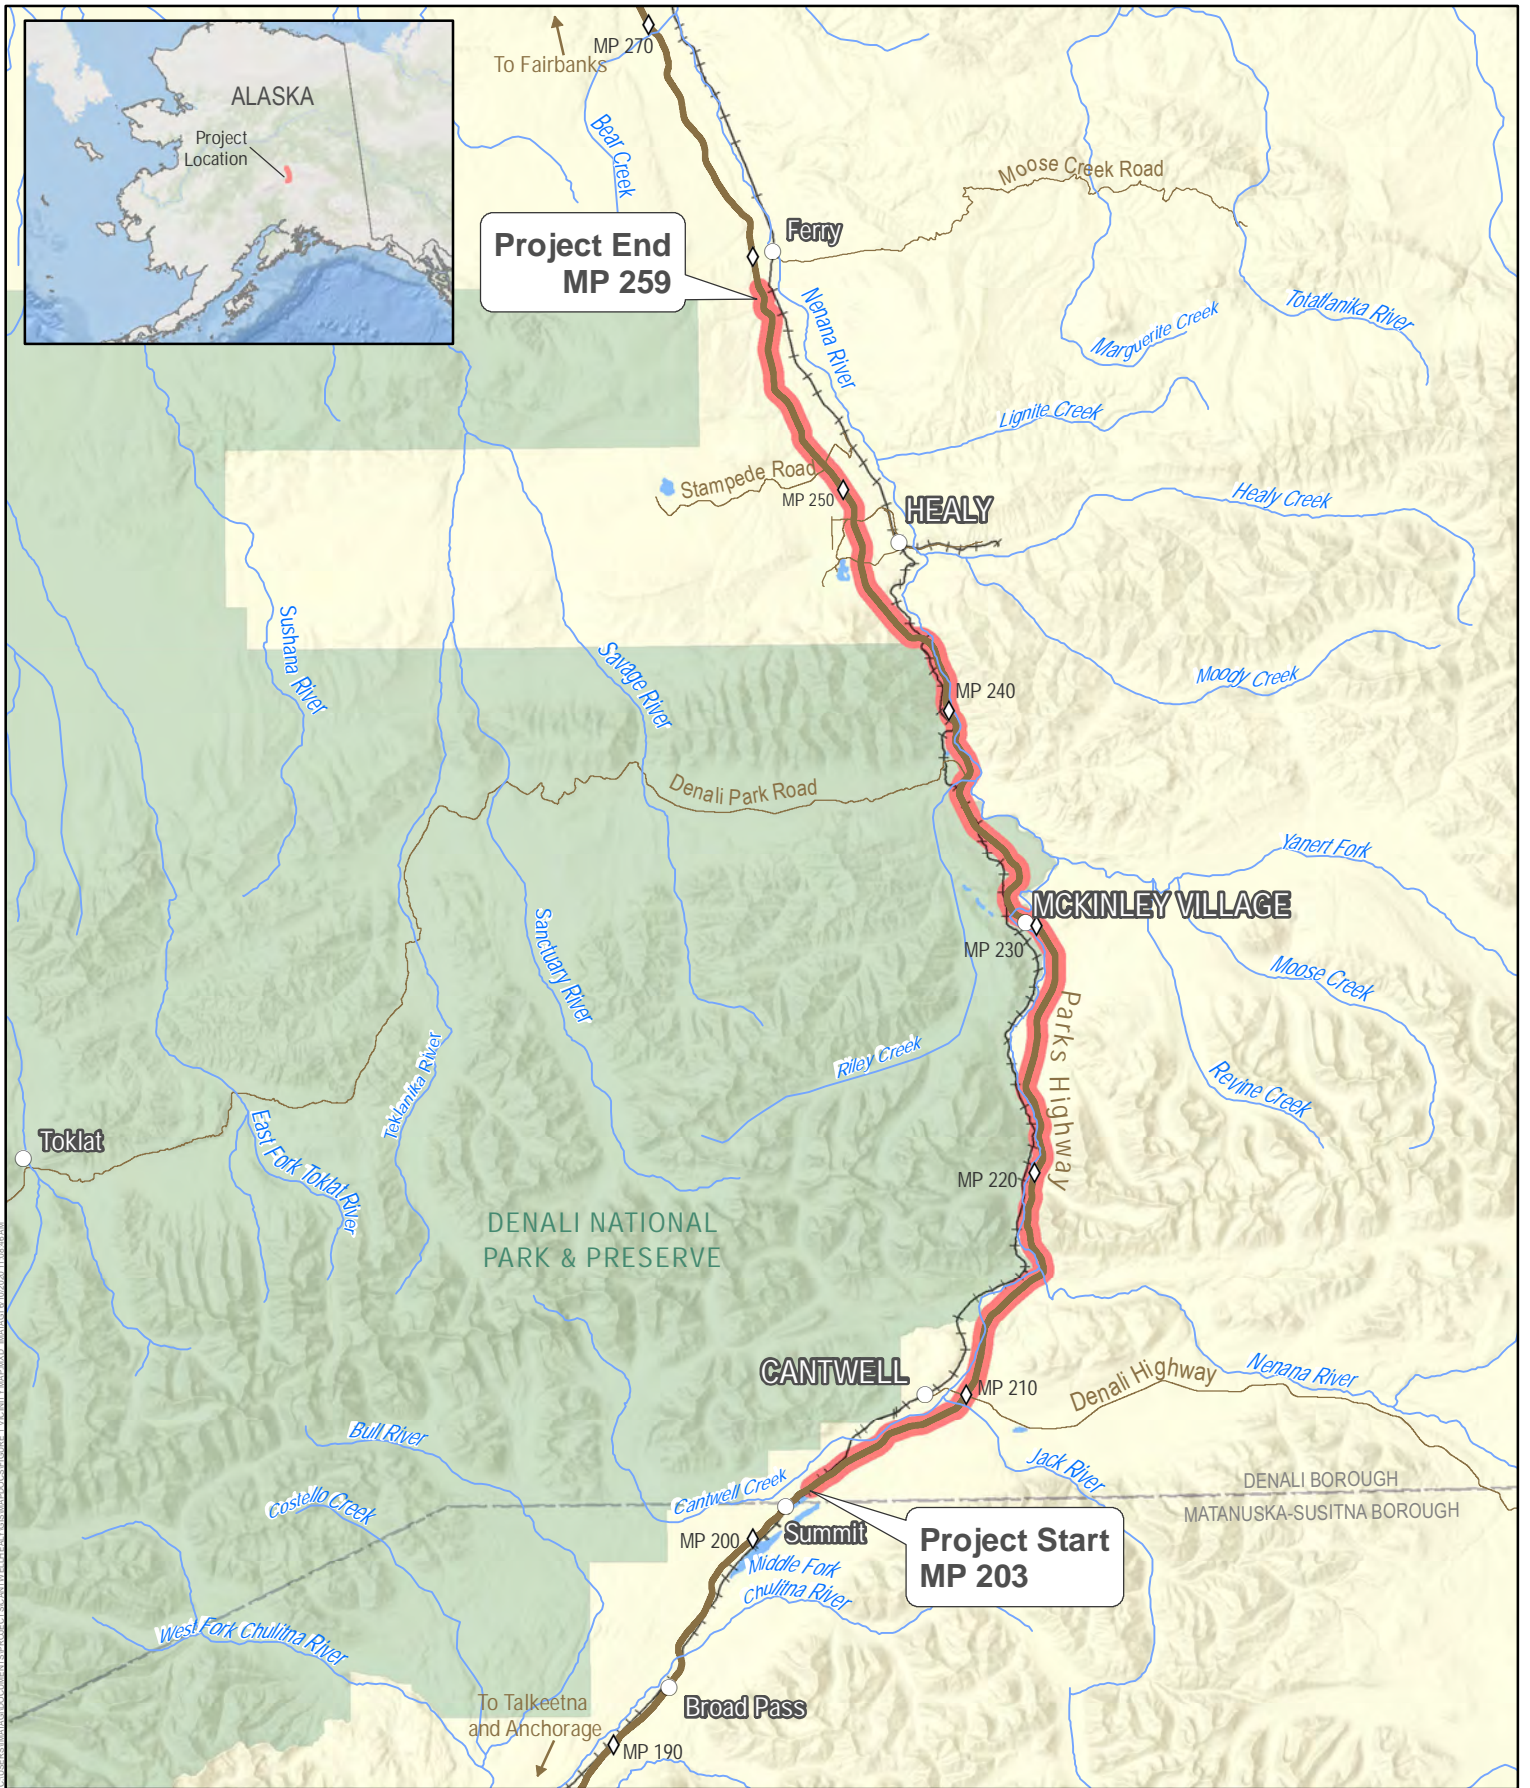 MP 270
To Fairbanks
ALASKA
Project
Location
Bear Creek
Moose Creek Road
Project End
MP 259
Ferry
Nenana River
Totatlanika River
Marguerite Creek
Lignite Creek
Stampede Road
MP 250
HEALY
Healy Creek
Sushana River
Savage River
Moody Creek
MP 240
Denali Park Road
Yanert Fork
MCKINLEY VILLAGE
MP 230
Sanctuary River
Moose Creek
Parks Highway
Teklanika River
Riley Creek
Revine Creek
East Fork Toklat River
Toklat
MP 220
DENALI NATIONAL
PARK & PRESERVE
CANTWELL
MP 210
Denali Highway
Nenana River
Bull River
Jack River
Cantwell Creek
Costello Creek
DENALI BOROUGH
MATANUSKA-SUSITNA BOROUGH
MP 200
Summit
Project Start
MP 203
Middle Fork
Chulitna River
West Fork Chulitna River
To Talkeetna
and Anchorage
Broad Pass
MP 190